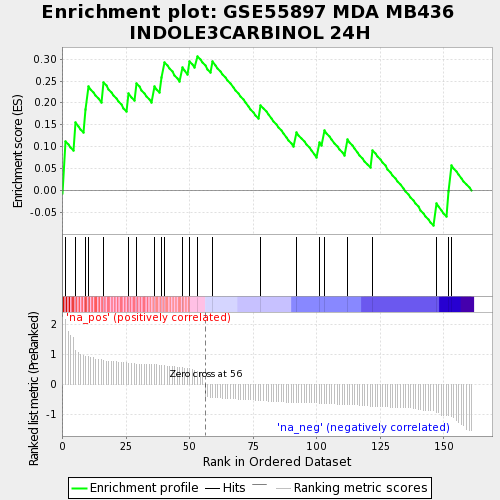 Enrichment plot: GSE55897 MDA MB436
INDOLE3CARBINOL 24H
Enrichment score (ES)
0.30
0.25
0.20
0.15
0.10
0.05
0.00
-0.05
'na_pos' (positively correlated)
Ranked list metric (PreRanked)
2
1
0
-1
Zero cross at 56
'na_neg' (negatively correlated)
0 25 50 75 100 125 150
Rank in Ordered Dataset
Enrichment profile Hits Ranking metric scores